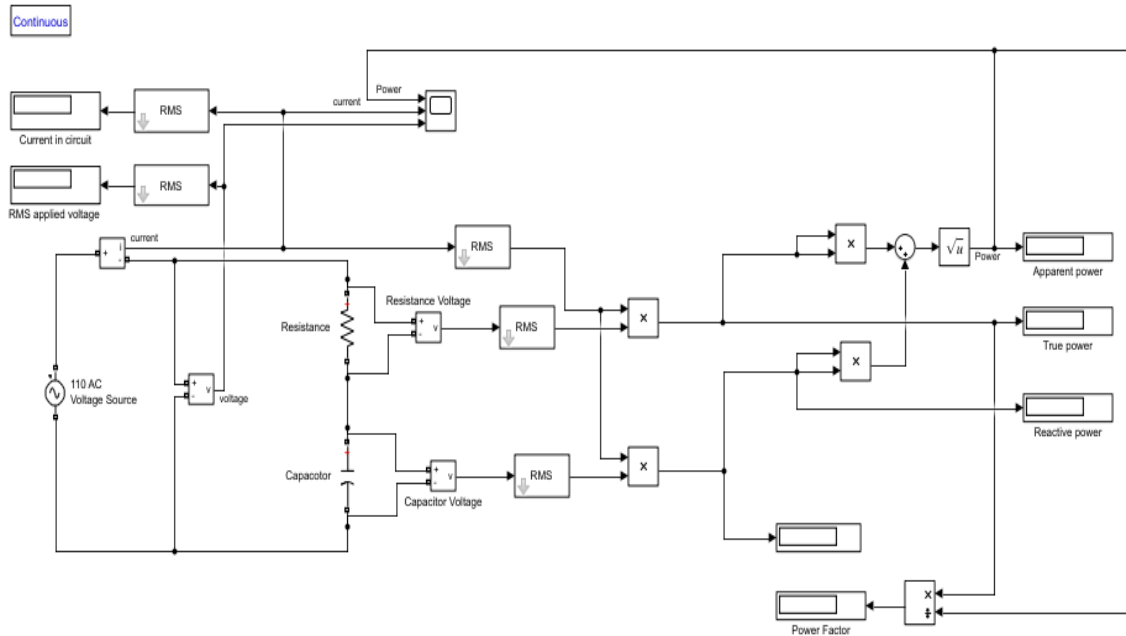 Continuous
Power
current
RMS
Current in circuit
RMS
RMS applied voltage
current
i
+
-
RMS
×
++
√u
Power
Apparent power
Resistance Voltage
+
-
v
RMS
×
Resistance
True power
×
110 AC
Voltage Source
+
-
v
voltage
Reactive power
+
-
v
RMS
×
Capacotor
Capacitor Voltage
×
÷
Power Factor